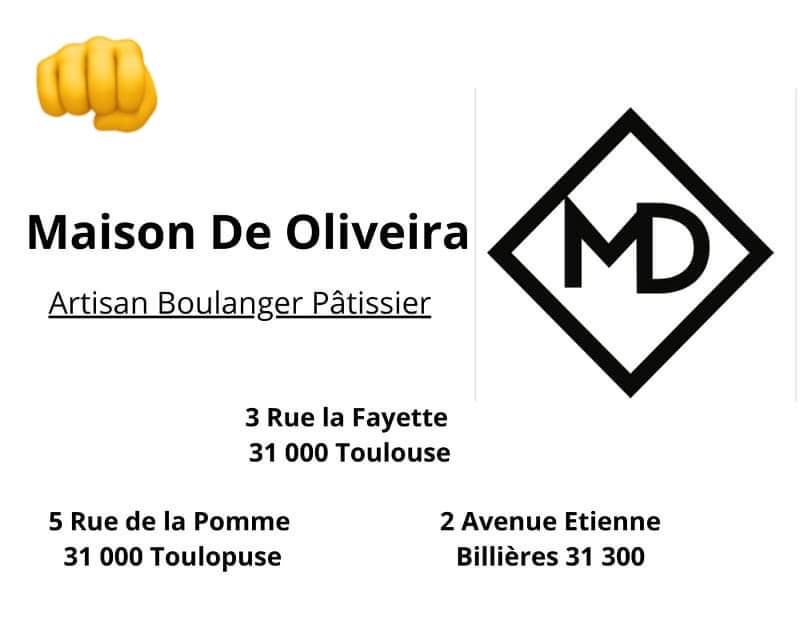 Maison De Oliveira
Artisan Boulanger Pâtissier
MD
3 Rue la Fayette
31 000 Toulouse
5 Rue de la Pomme
31 000 Toulopuse
2 Avenue Etienne
Billières 31 300